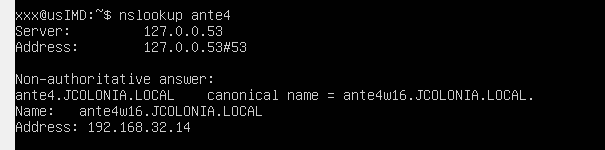 xxx@usIMD:~$ nslookup ante4
Server:         127.0.0.53
Address:        127.0.0.53#53

Non-authoritative answer:
ante4.JCOLONIA.LOCAL    canonical name = ante4w16.JCOLONIA.LOCAL.
Name:   ante4w16.JCOLONIA.LOCAL
Address: 192.168.32.14